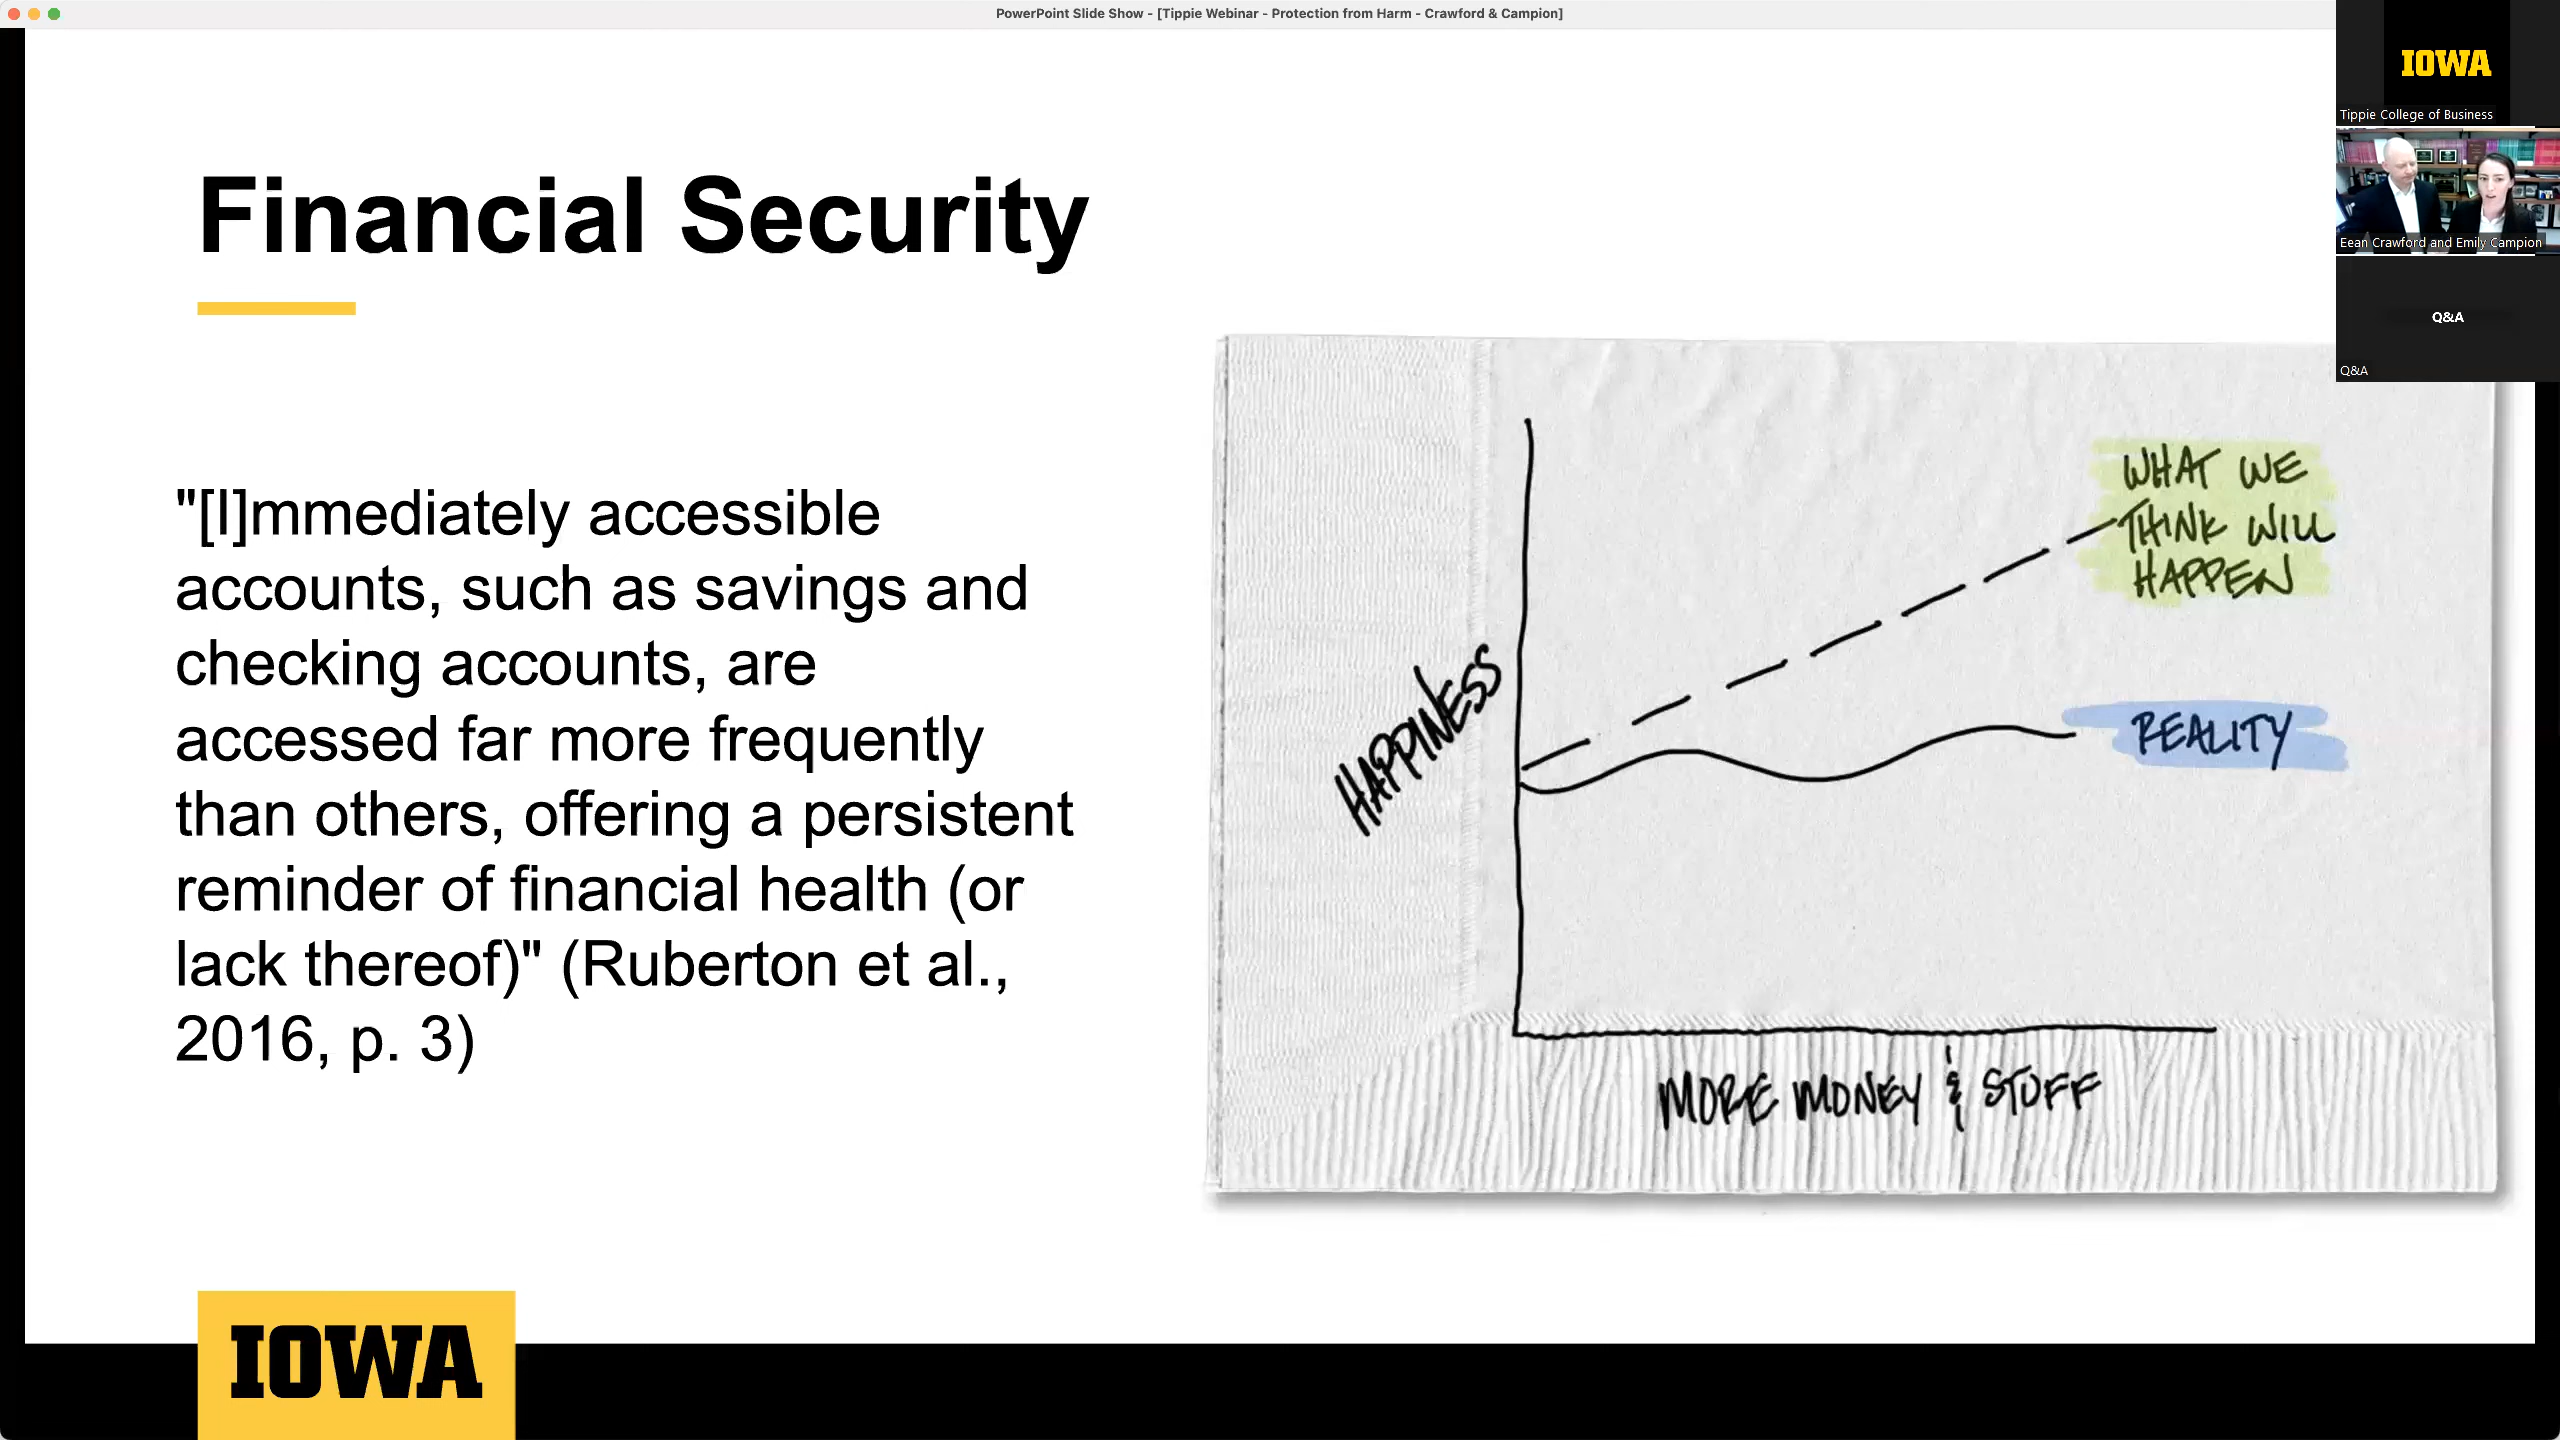 PowerPoint Slide Show - [Tippie Webinar - Protection from Harm - Crawford & Campion]
IOWA
Tippie College of Business
Eean Crawford and Emily Campion
Q&A
Q&A
Financial Security
"[I]mmediately accessible
accounts, such as savings and
checking accounts, are
accessed far more frequently
than others, offering a persistent
reminder of financial health (or
lack thereof)" (Ruberton et al.,
2016, p. 3)
WHAT WE
THINK WILL
HAPPEN
REALITY
HAPPINESS
MORE MONEY & STUFF
IOWA